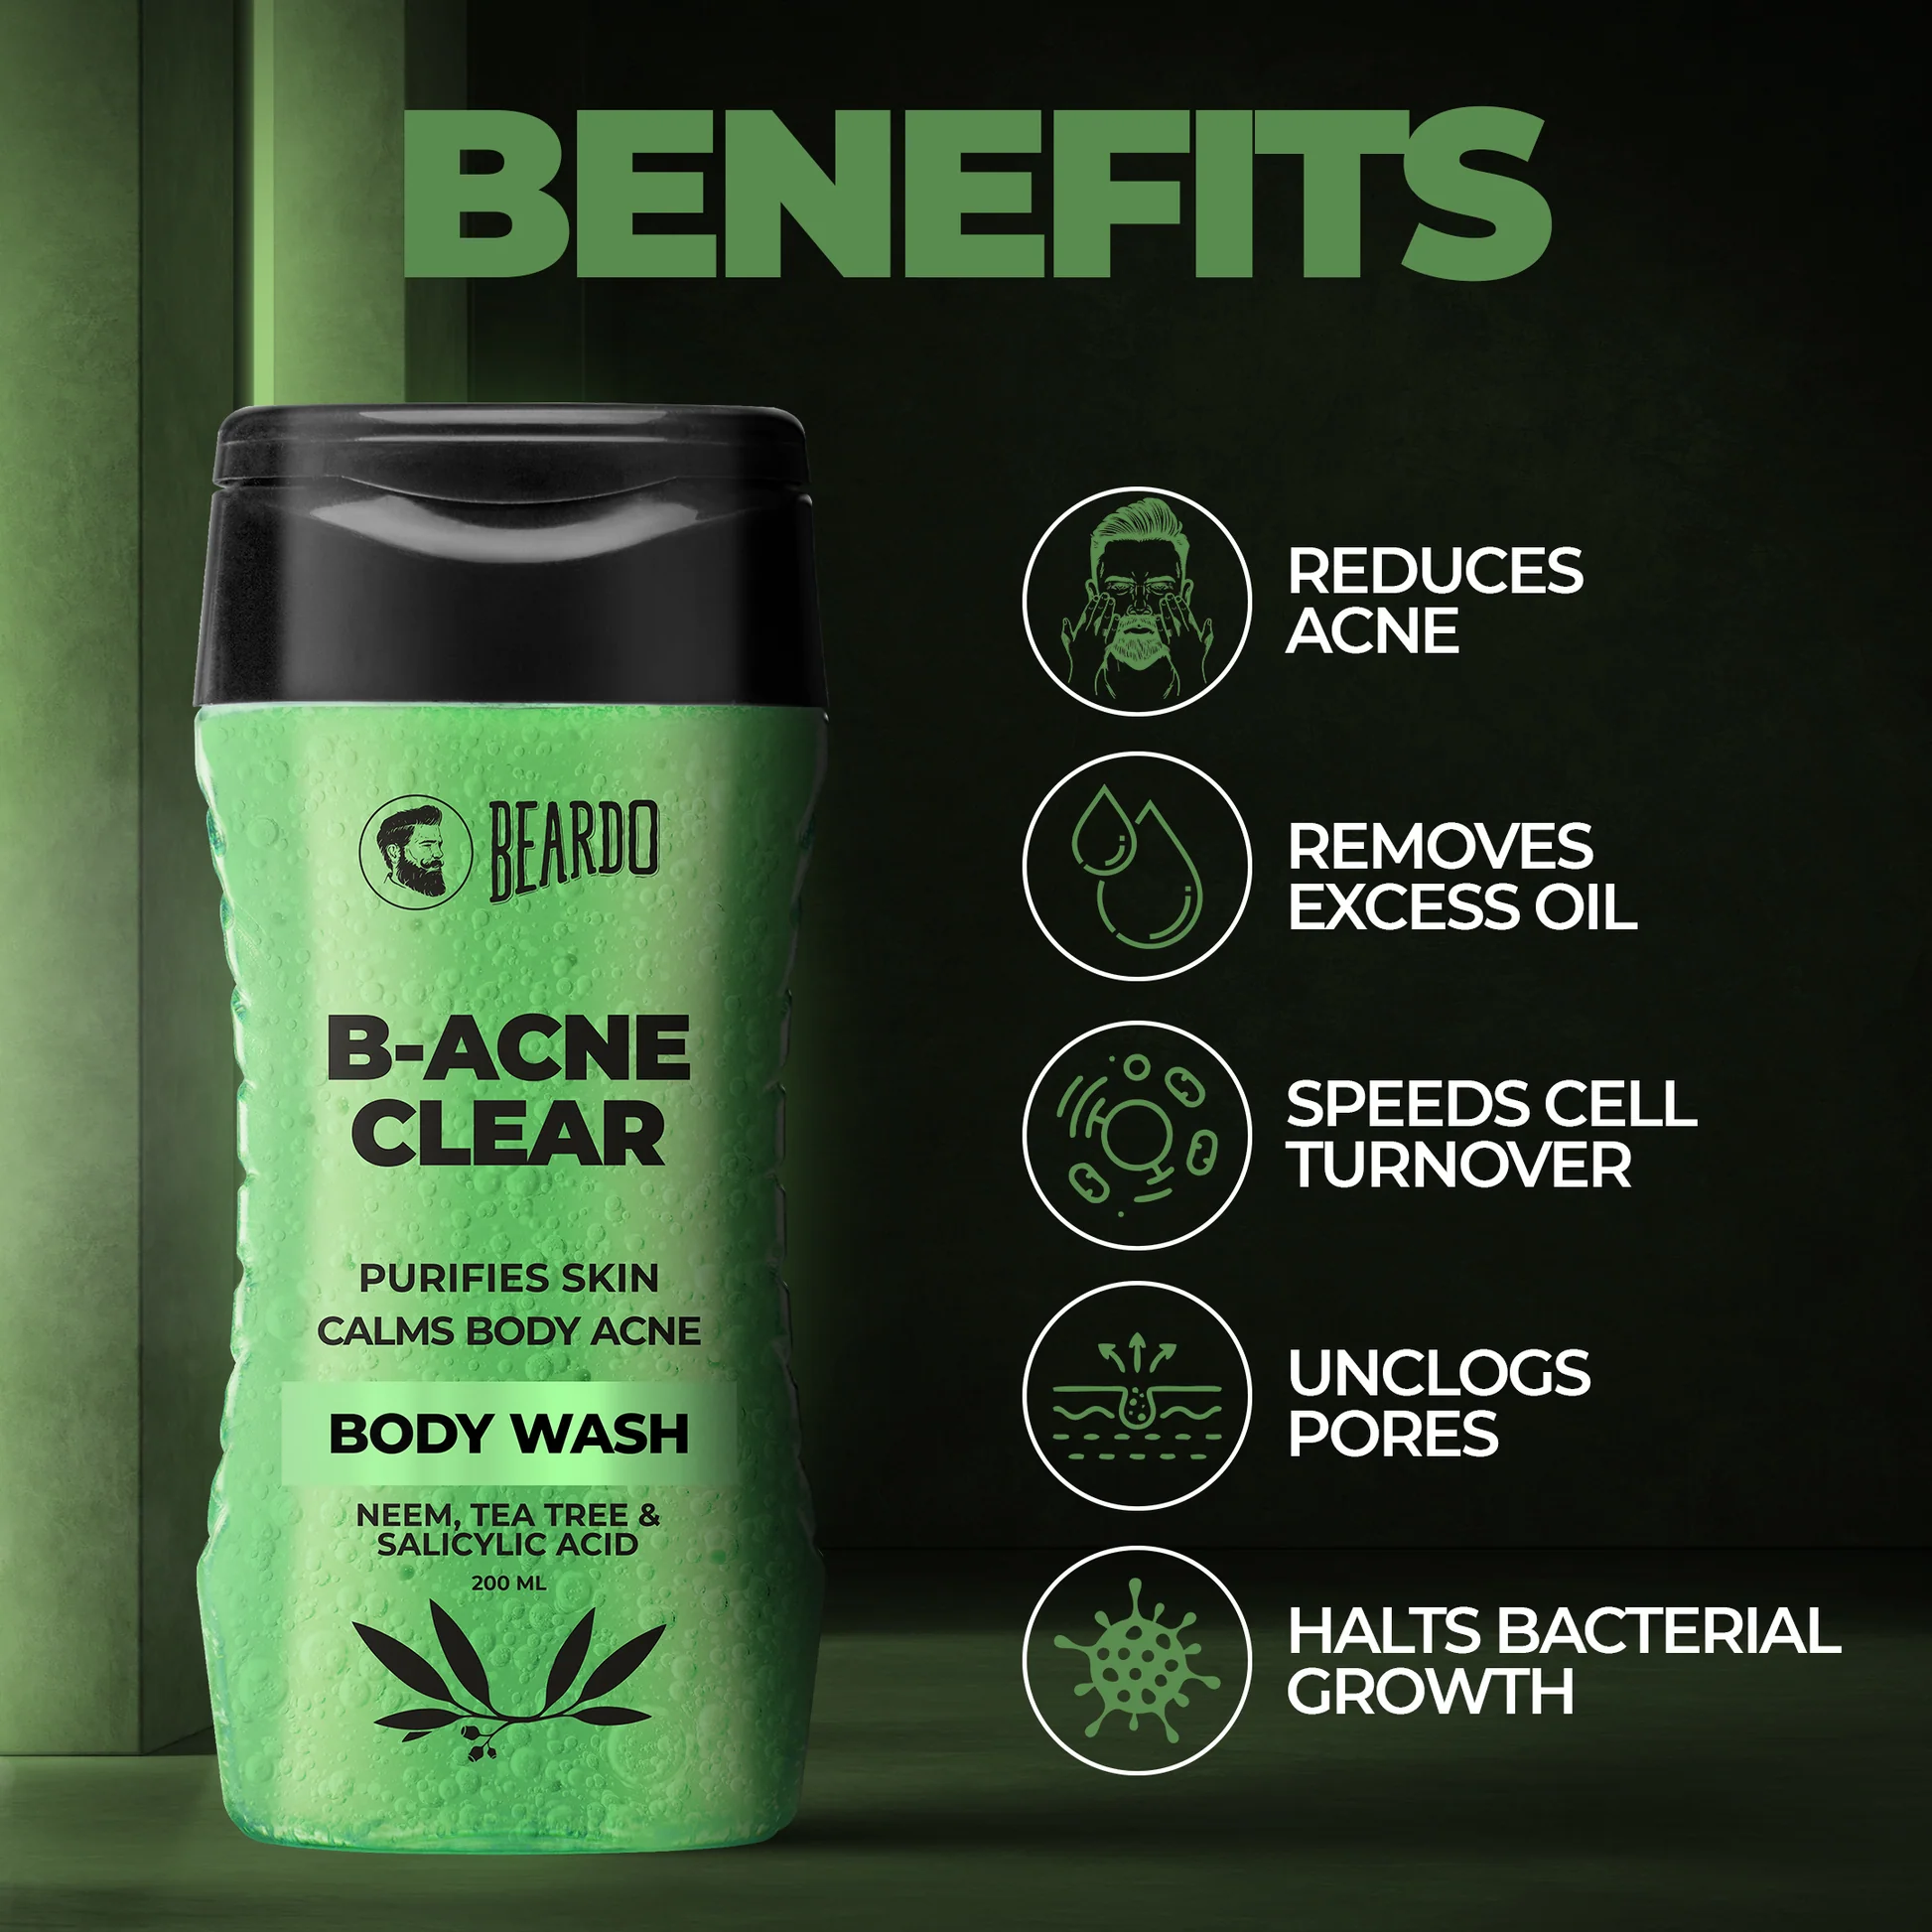 BENEFITS
BEARDO
B-ACNE
CLEAR
PURIFIES SKIN
CALMS BODY ACNE
BODY WASH
NEEM, TEA TREE &
SALICYLIC ACID
200 ML
REDUCES
ACNE
REMOVES
EXCESS OIL
SPEEDS CELL
TURNOVER
UNCLOGS
PORES
HALTS BACTERIAL
GROWTH